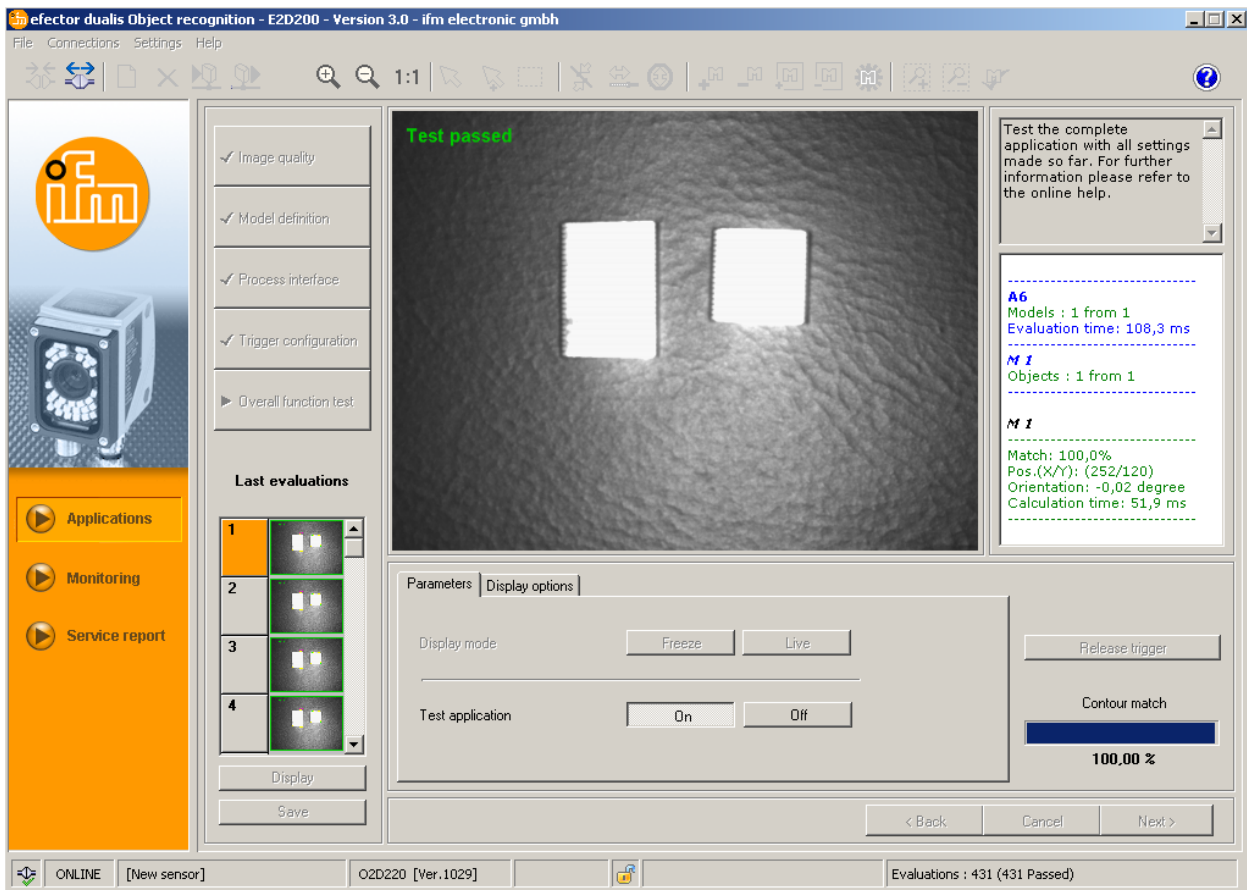 efector dualis Object recognition - E2D200 - Version 3.0 - ifm electronic gmbh
File Connections Settings Help
1:1
ifm
Image quality
Model definition
Process interface
Trigger configuration
Overall function test
Last evaluations
1
2
3
4
Display
Save
Applications
Monitoring
Service report
Test passed
Test the complete
application with all settings
made so far. For further
information please refer to
the online help.
A6
Models : 1 from 1
Evaluation time: 108,3 ms
M 1
Objects : 1 from 1
M 1
Match: 100,0%
Pos.(X/Y): (252/120)
Orientation: -0,02 degree
Calculation time: 51,9 ms
Parameters Display options
Display mode Freeze Live
Test application On Off
Release trigger
Contour match
100,00 %
< Back Cancel Next >
ONLINE [New sensor] O2D220 [Ver.1029] Evaluations : 431 (431 Passed)